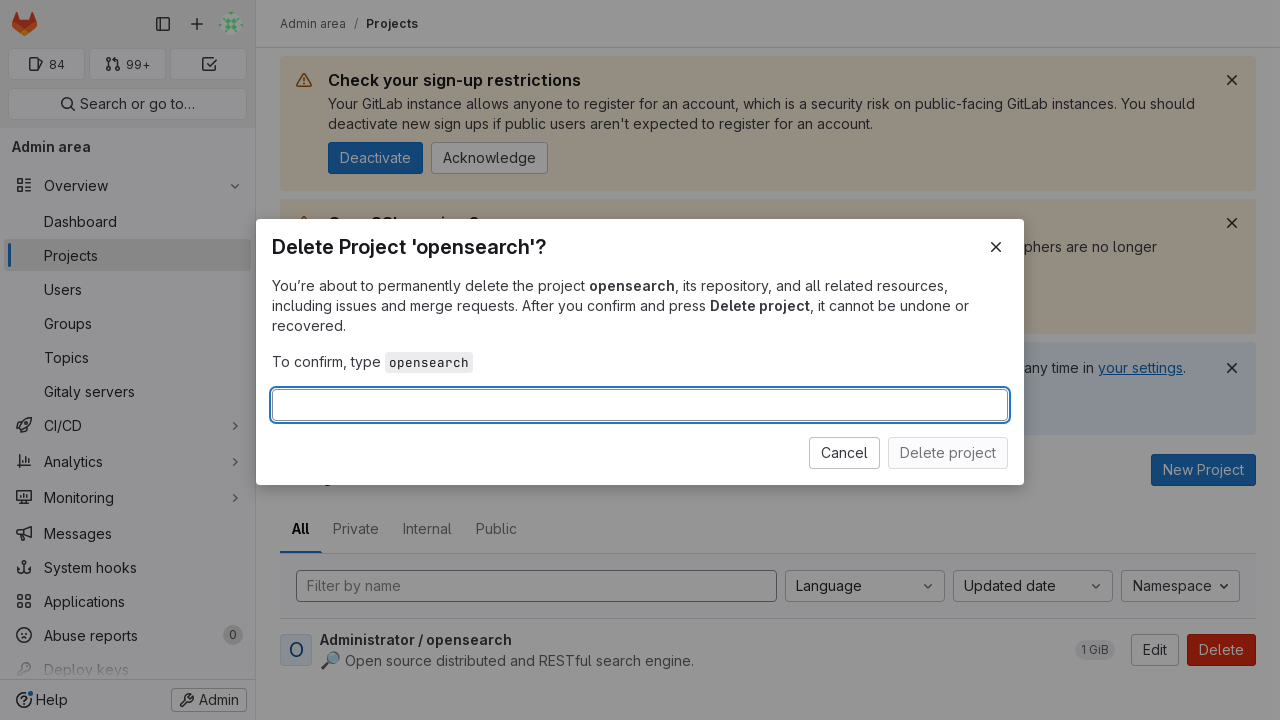 Admin area / Projects
84
99+
Search or go to…
Admin area
Overview
Dashboard
Projects
Users
Groups
Topics
Gitaly servers
CI/CD
Analytics
Monitoring
Messages
System hooks
Applications
Abuse reports
0
Deploy keys
Help
Admin
Check your sign-up restrictions
Your GitLab instance allows anyone to register for an account, which is a security risk on public-facing GitLab instances. You should
deactivate new sign ups if public users aren't expected to register for an account.
Deactivate
Acknowledge
phers are no longer
any time in your settings.
Delete Project 'opensearch'?
You’re about to permanently delete the project opensearch, its repository, and all related resources,
including issues and merge requests. After you confirm and press Delete project, it cannot be undone or
recovered.
To confirm, type opensearch
Cancel
Delete project
New Project
All
Private
Internal
Public
Filter by name
Language
Updated date
Namespace
O
Administrator / opensearch
🔎 Open source distributed and RESTful search engine.
1 GiB
Edit
Delete